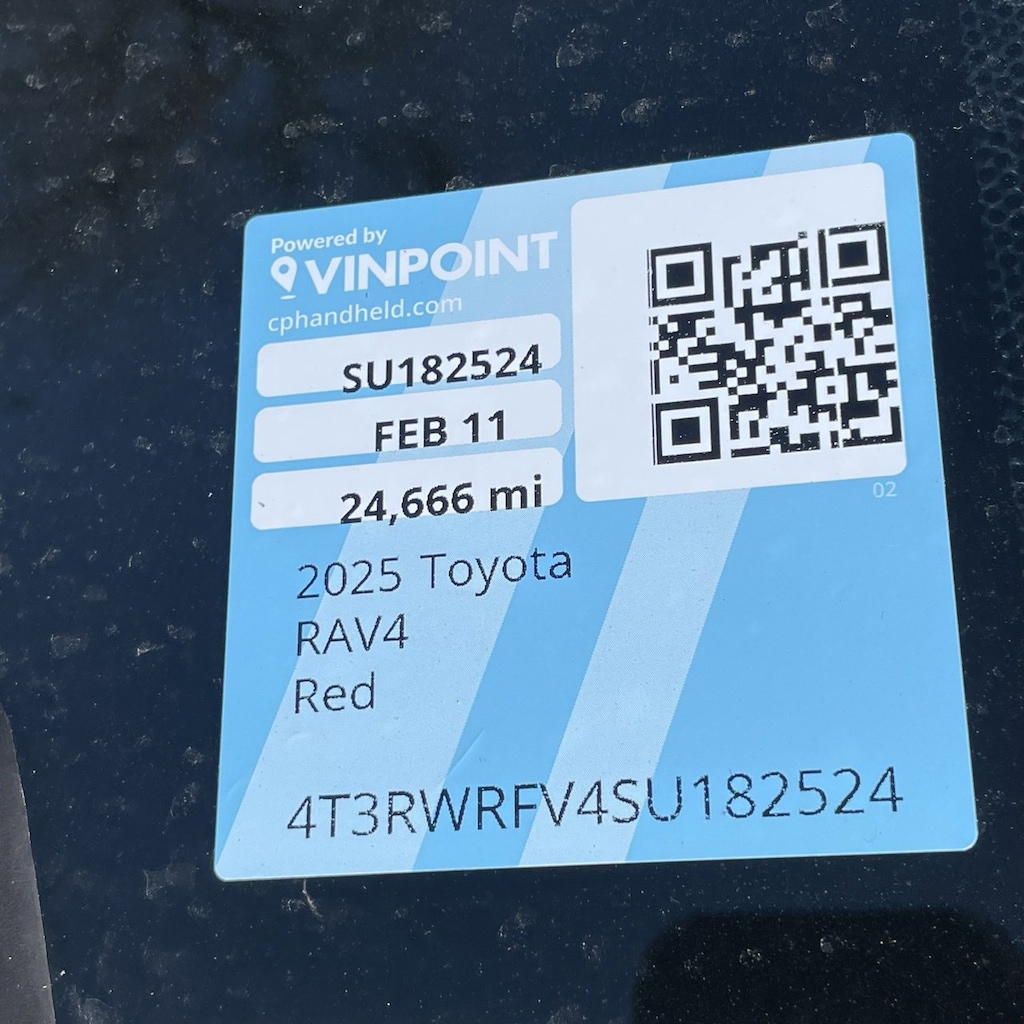 Powered by
VINPOINT
cphandheld.com
SU182524
FEB 11
24,666 mi
02
2025 Toyota
RAV4
Red
4T3RWRFV4SU182524